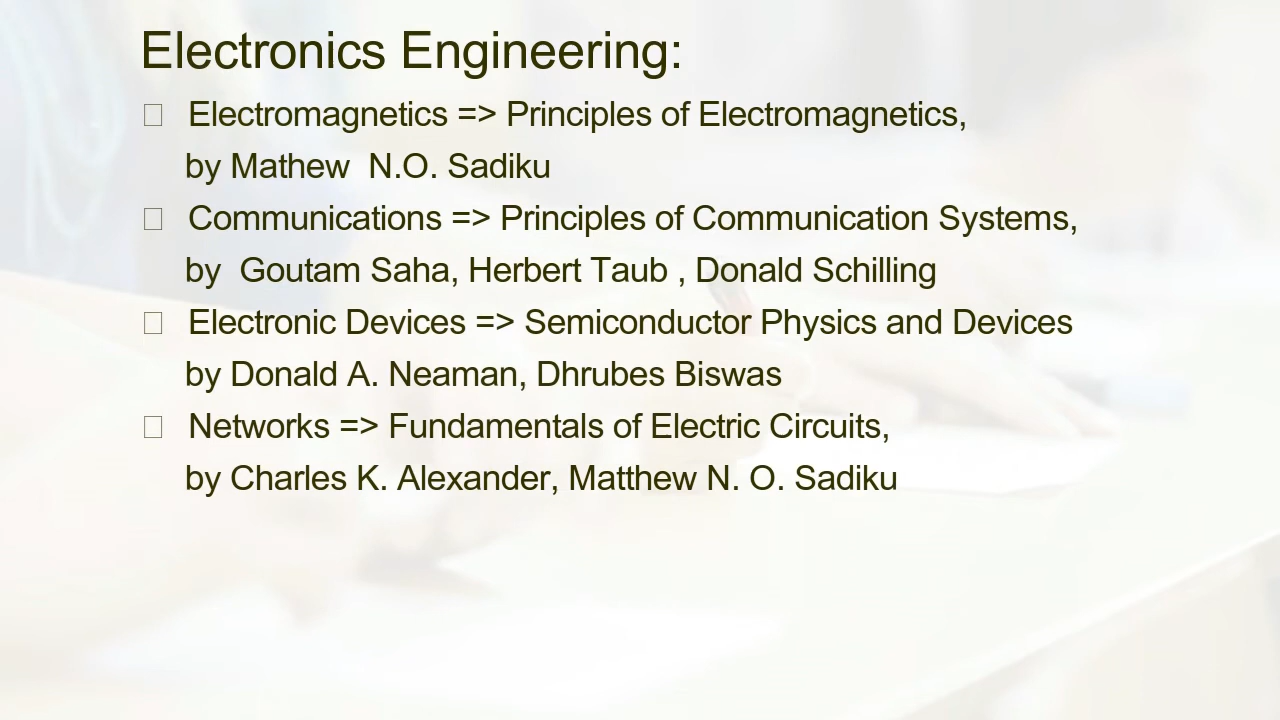 Electronics Engineering:
Electromagnetics => Principles of Electromagnetics,
by Mathew  N.O. Sadiku
Communications => Principles of Communication Systems,
by  Goutam Saha, Herbert Taub , Donald Schilling
Electronic Devices => Semiconductor Physics and Devices
by Donald A. Neaman, Dhrubes Biswas
Networks => Fundamentals of Electric Circuits,
by Charles K. Alexander, Matthew N. O. Sadiku